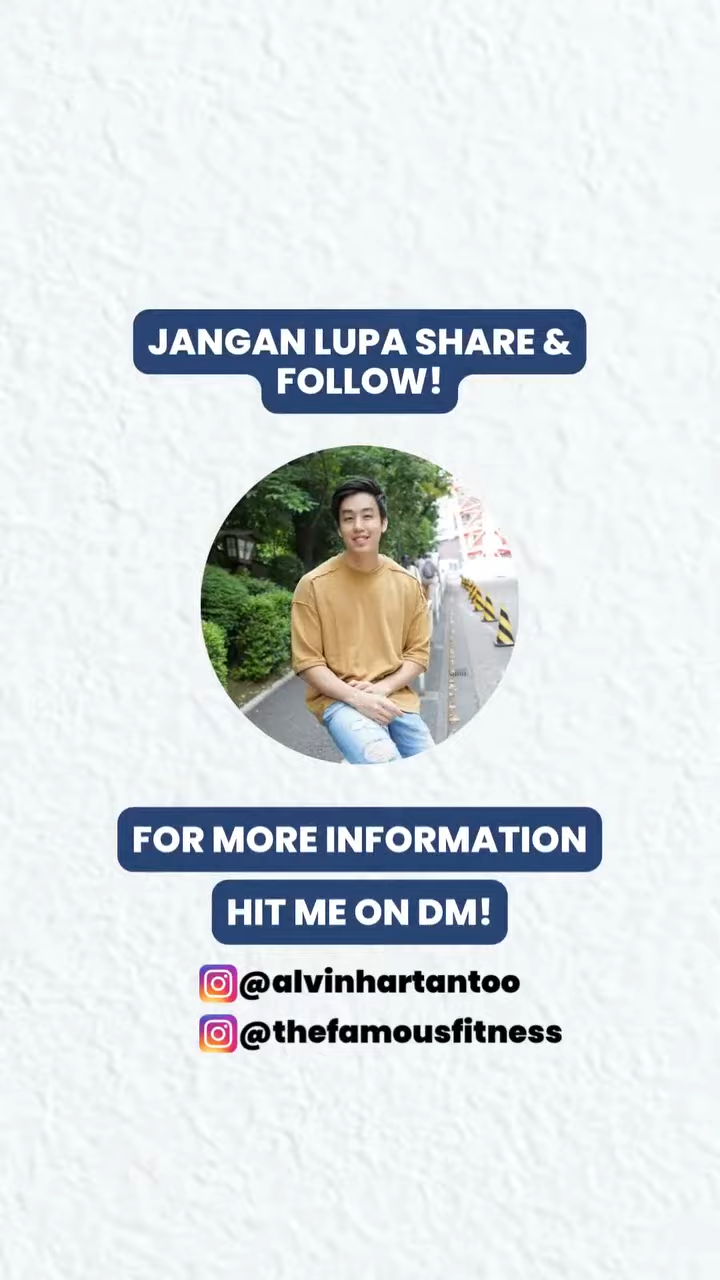 JANGAN LUPA SHARE &
FOLLOW!
FOR MORE INFORMATION
HIT ME ON DM!
@alvinhartantoo
@thefamousfitness